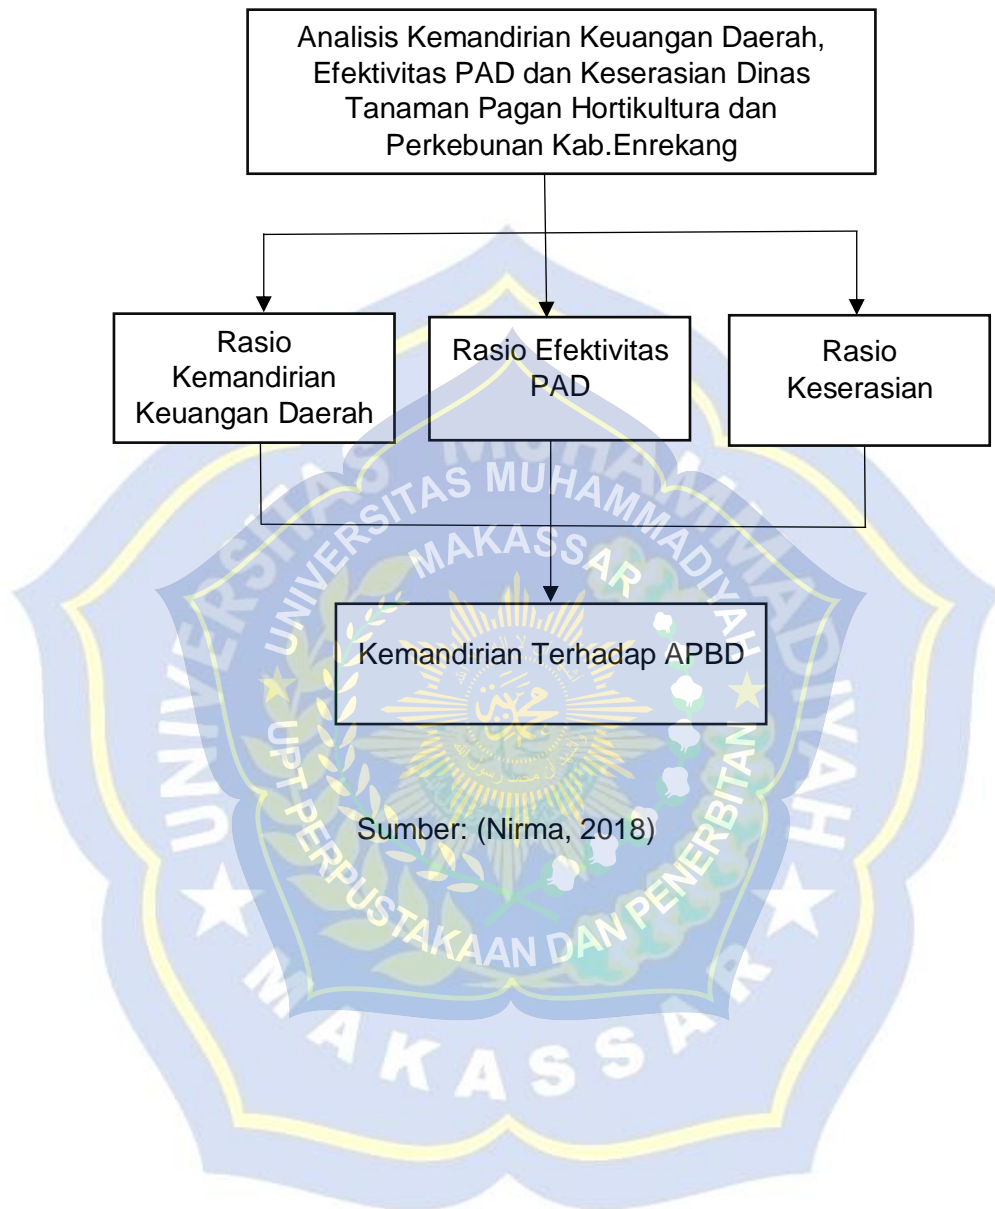 Analisis Kemandirian Keuangan Daerah,
Efektivitas PAD dan Keserasian Dinas
Tanaman Pagan Hortikultura dan
Perkebunan Kab.Enrekang
Rasio
Kemandirian
Keuangan Daerah
Rasio Efektivitas
PAD
Rasio
Keserasian
Kemandirian Terhadap APBD
Sumber: (Nirma, 2018)
UNIVERSITAS MUHAMMADIYAH
MAKASSAR
UNIVERSITAS MUHAMMADIYAH
MAKASSAR
UPT PERPUSTAKAAN DAN PENERBITAN